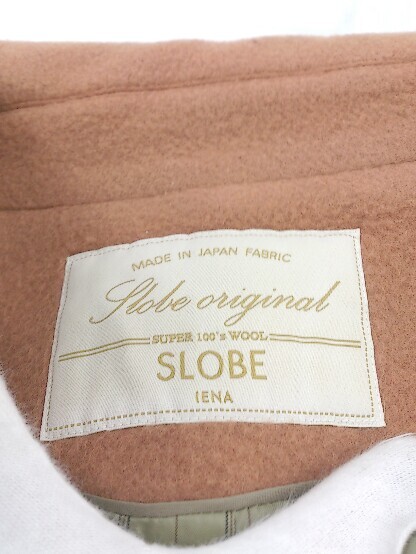 MADE IN JAPAN FABRIC
Slobe original
SUPER 100's WOOL
SLOBE
IENA